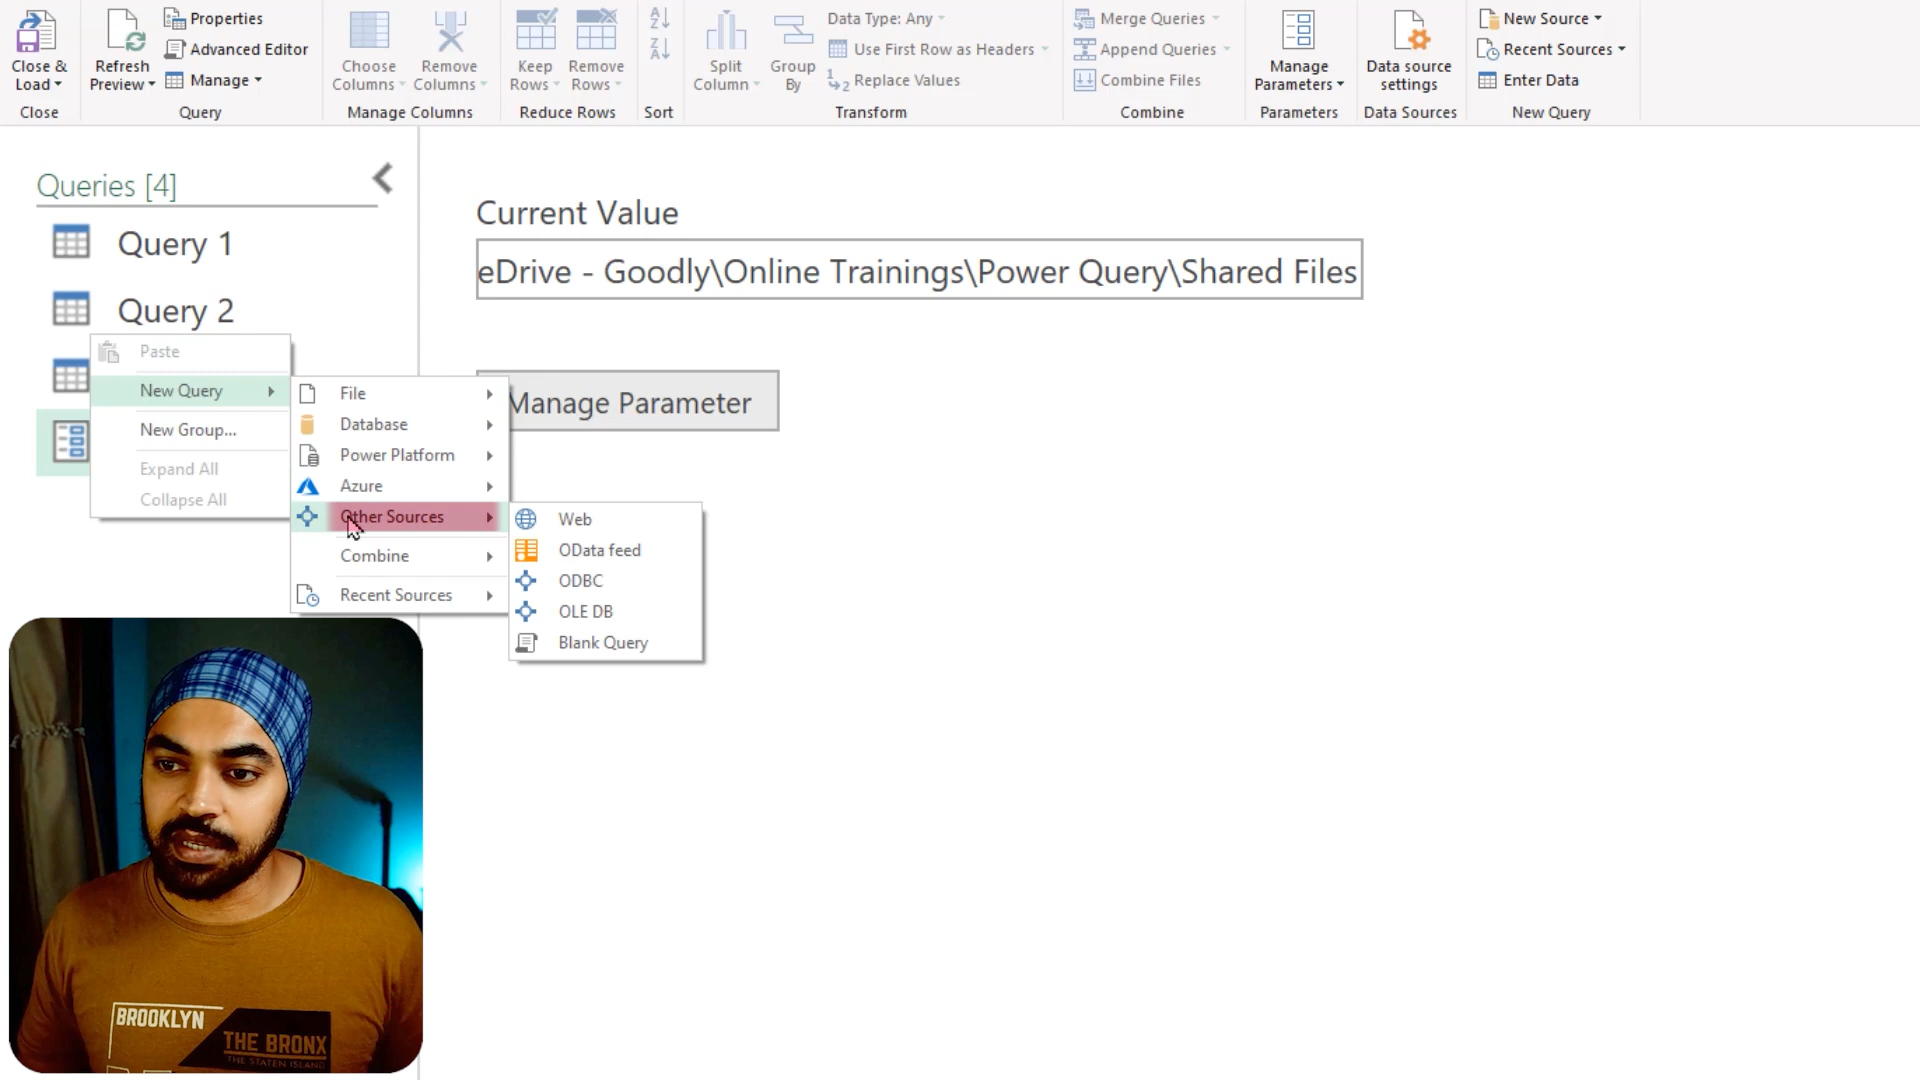 Close & Load
Close
Refresh Preview
Properties
Advanced Editor
Manage
Query
Choose Columns
Remove Columns
Manage Columns
Keep Rows
Remove Rows
Reduce Rows
Sort
Split Column
Group By
Data Type: Any
Use First Row as Headers
Replace Values
Transform
Merge Queries
Append Queries
Combine Files
Combine
Manage Parameters
Parameters
Data source settings
Data Sources
New Source
Recent Sources
Enter Data
New Query
Queries [4]
Query 1
Query 2
Current Value
eDrive - Goodly\Online Trainings\Power Query\Shared Files
Manage Parameter
Paste
New Query
New Group...
Expand All
Collapse All
File
Database
Power Platform
Azure
Other Sources
Combine
Recent Sources
Web
OData feed
ODBC
OLE DB
Blank Query
BROOKLYN
THE BRONX
THE STATEN ISLAND